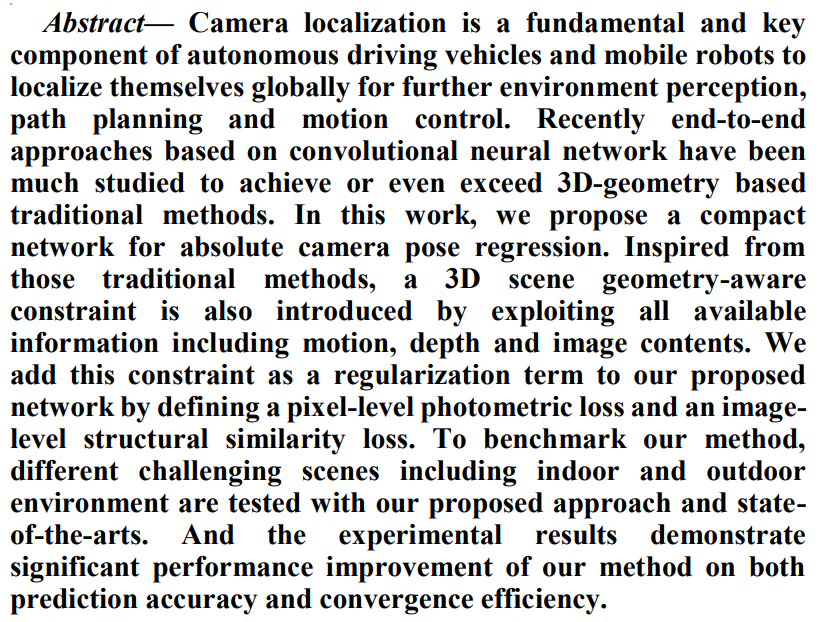 Abstract— Camera localization is a fundamental and key
component of autonomous driving vehicles and mobile robots to
localize themselves globally for further environment perception,
path planning and motion control. Recently end-to-end
approaches based on convolutional neural network have been
much studied to achieve or even exceed 3D-geometry based
traditional methods. In this work, we propose a compact
network for absolute camera pose regression. Inspired from
those traditional methods, a 3D scene geometry-aware
constraint is also introduced by exploiting all available
information including motion, depth and image contents. We
add this constraint as a regularization term to our proposed
network by defining a pixel-level photometric loss and an image-
level structural similarity loss. To benchmark our method,
different challenging scenes including indoor and outdoor
environment are tested with our proposed approach and state-
of-the-arts. And the experimental results demonstrate
significant performance improvement of our method on both
prediction accuracy and convergence efficiency.